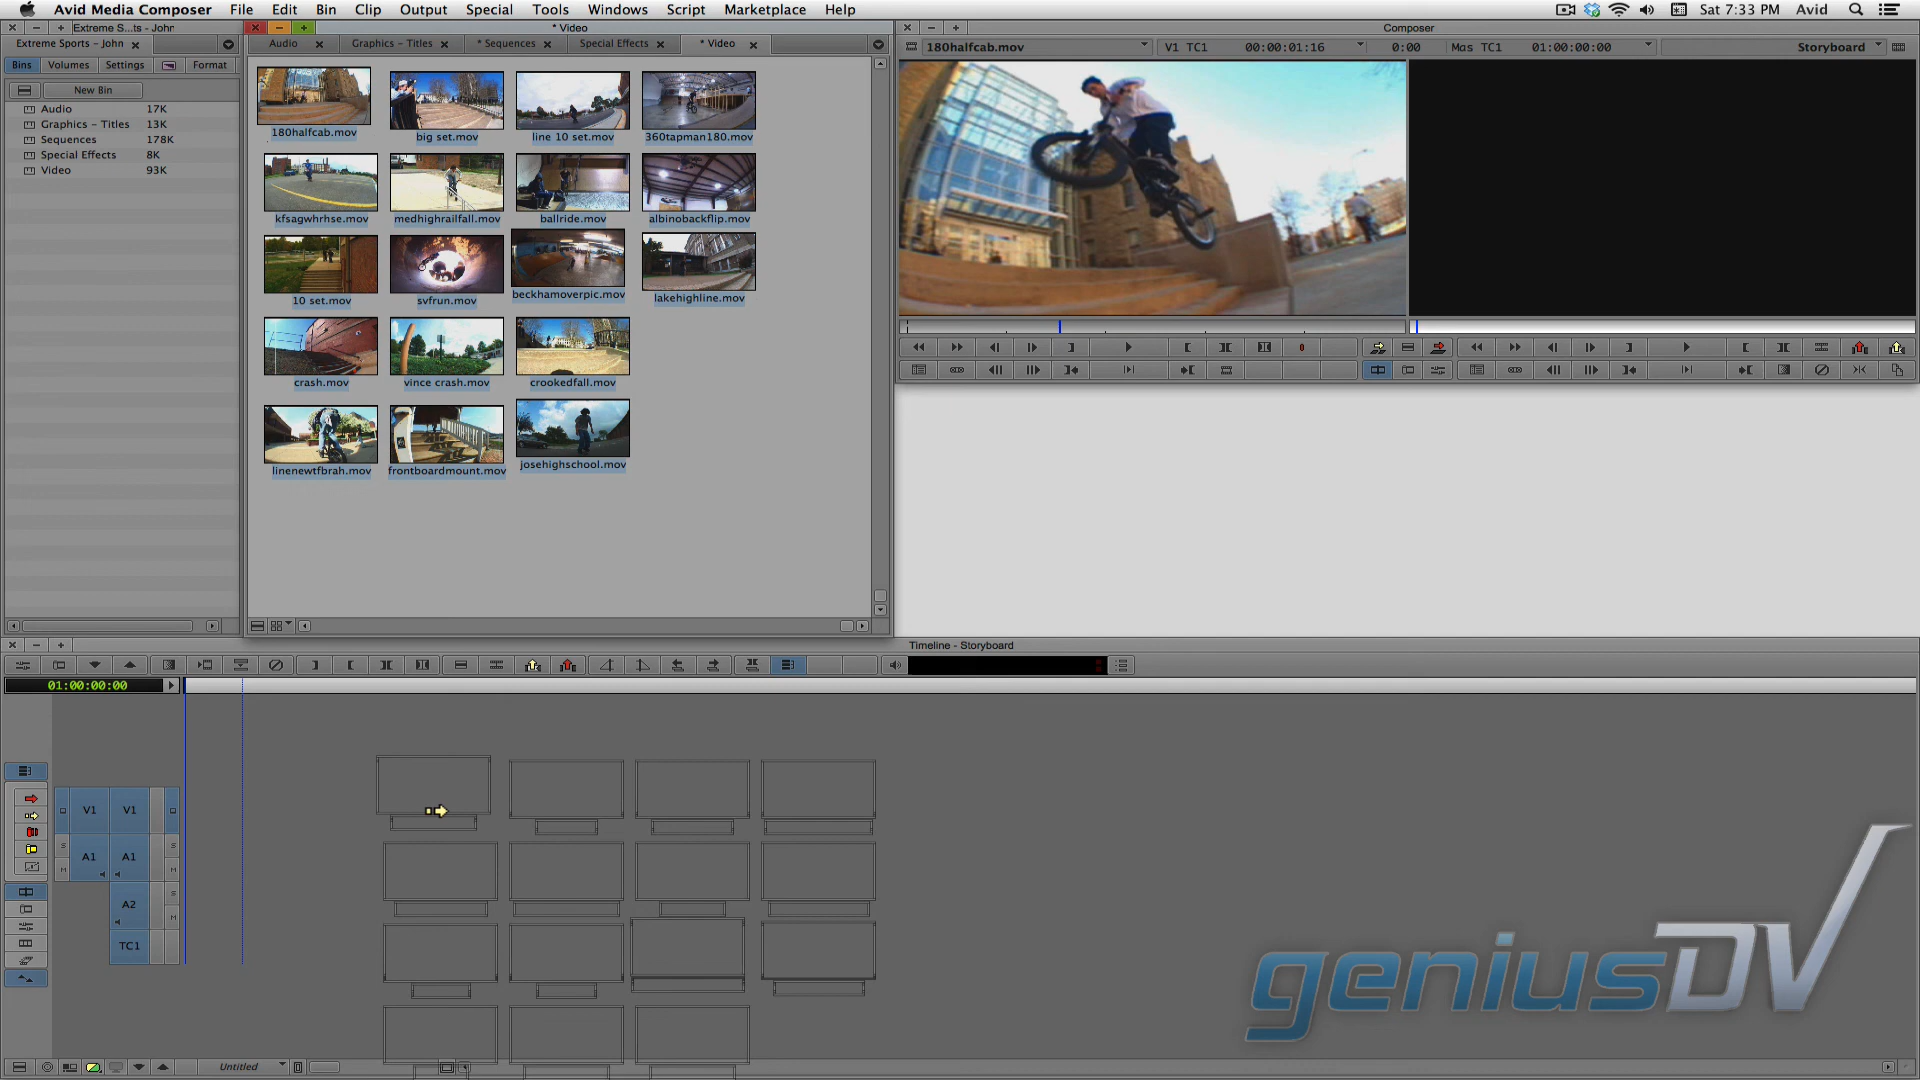 Avid Media Composer File Edit Bin Clip Output Special Tools Windows Script Marketplace Help Sat 7:33 PM Avid
Extreme S...ts - John
* Video
Composer
Extreme Sports - John
Audio Graphics - Titles * Sequences Special Effects * Video
180halfcab.mov V1 TC1 00:00:01:16 0:00 Mas TC1 01:00:00:00 Storyboard
Bins Volumes Settings Format
New Bin
Audio 17K
Graphics - Titles 13K
Sequences 178K
Special Effects 8K
Video 93K
180halfcab.mov big set.mov line 10 set.mov 360tapman180.mov
kfsagwhrhse.mov medhighrailfall.mov ballride.mov albinobackflip.mov
10 set.mov svfrun.mov beckhamoverpic.mov lakehighline.mov
crash.mov vince crash.mov crookedfall.mov
linenewtfbrah.mov frontboardmount.mov josehighschool.mov
Timeline - Storyboard
01:00:00:00
V1 V1
S
A1 A1
M M
S
A2
M
TC1
geniusDV
Untitled